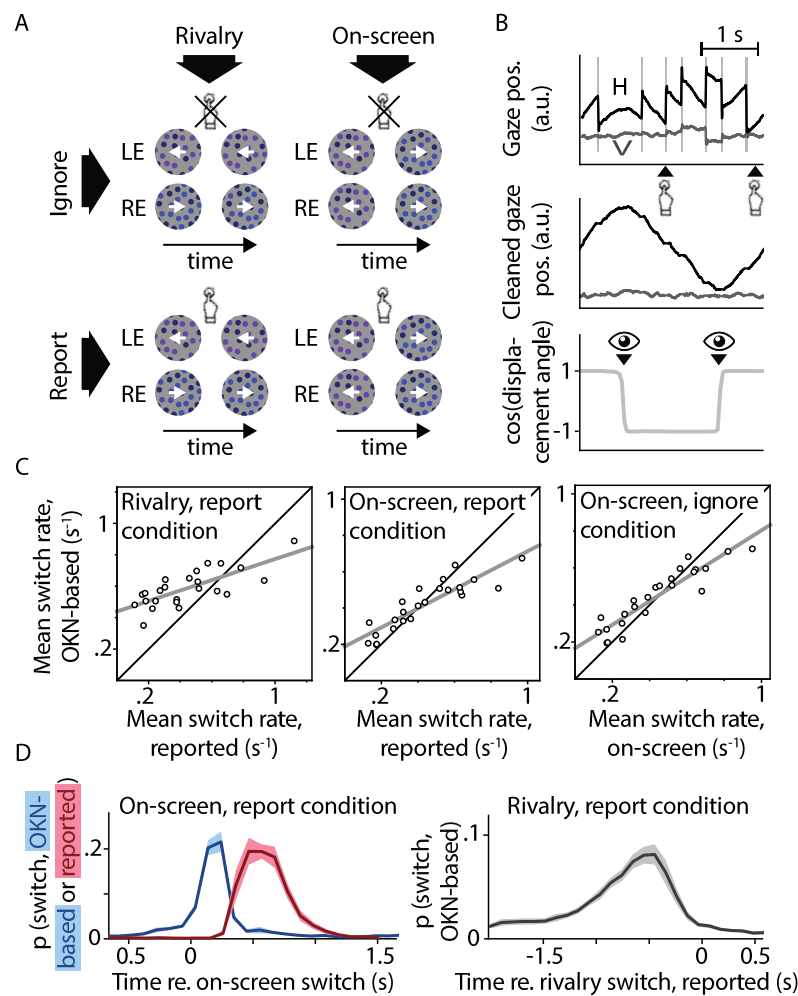 A
Rivalry
On-screen
Ignore
LE
LE
RE
RE
time
time
Report
LE
LE
RE
RE
time
time
B
1 s
Gaze pos.
(a.u.)
H
V
Cleaned gaze
pos. (a.u.)
cos(displa-
cement angle)
1
-1
C
Mean switch rate,
OKN-based (s-1)
Rivalry, report
condition
1
.2
.2
1
Mean switch rate,
reported (s-1)
On-screen, report
condition
1
.2
.2
1
Mean switch rate,
reported (s-1)
On-screen, ignore
condition
1
.2
.2
1
Mean switch rate,
on-screen (s-1)
D
p (switch, OKN-
based or reported)
On-screen, report condition
.2
0
0.5
0
1.5
Time re. on-screen switch (s)
p (switch,
OKN-based)
Rivalry, report condition
.1
0
-1.5
0
0.5
Time re. rivalry switch, reported (s)